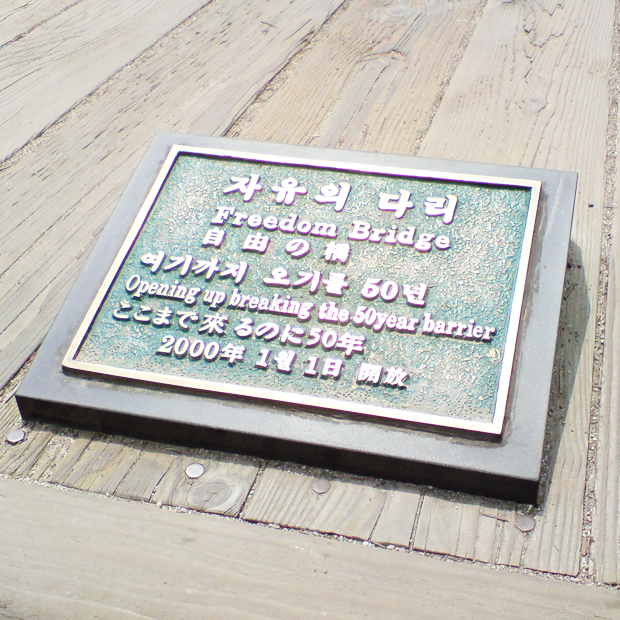 자유의 다리
Freedom Bridge
自由の橋
여기까지 오기를 50년
Opening up breaking the 50year barrier
ここまで來るのに50年
2000年 1월 1日 開放